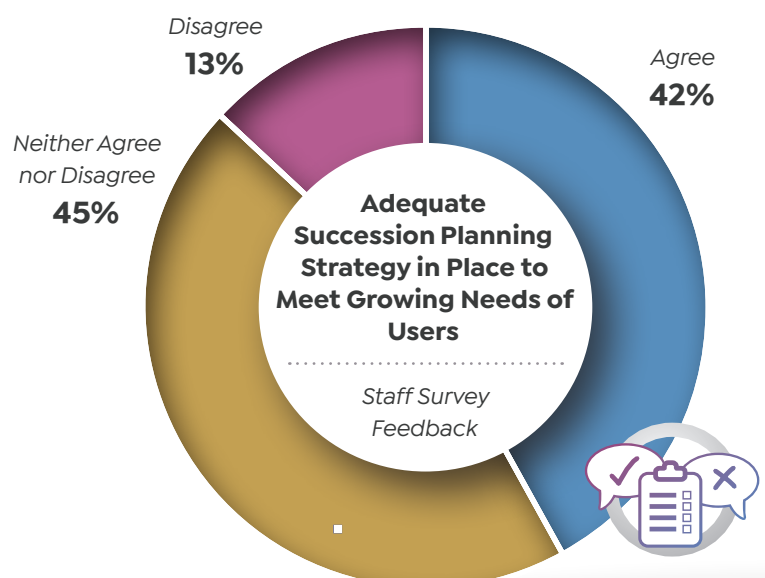 Disagree
13%
Agree
42%
Neither Agree
nor Disagree
45%
Adequate
Succession Planning
Strategy in Place to
Meet Growing Needs of
Users
Staff Survey
Feedback